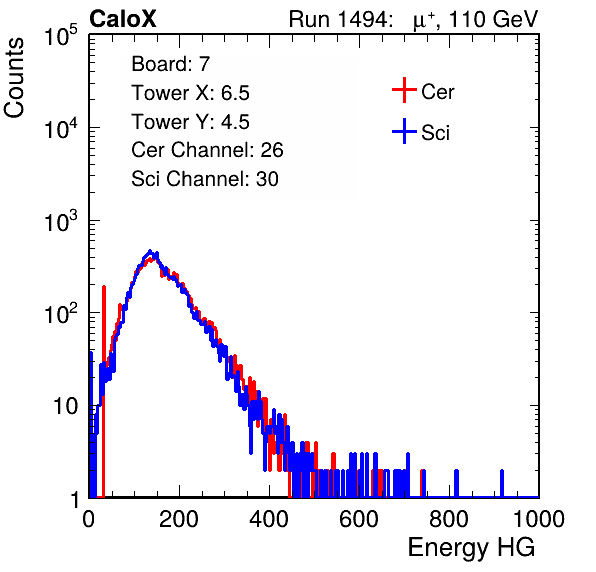 CaloX Run 1494: μ⁺, 110 GeV
Counts
10⁵
10⁴
10³
10²
10
1
Board: 7
Tower X: 6.5
Tower Y: 4.5
Cer Channel: 26
Sci Channel: 30
Cer
Sci
0 200 400 600 800 1000
Energy HG